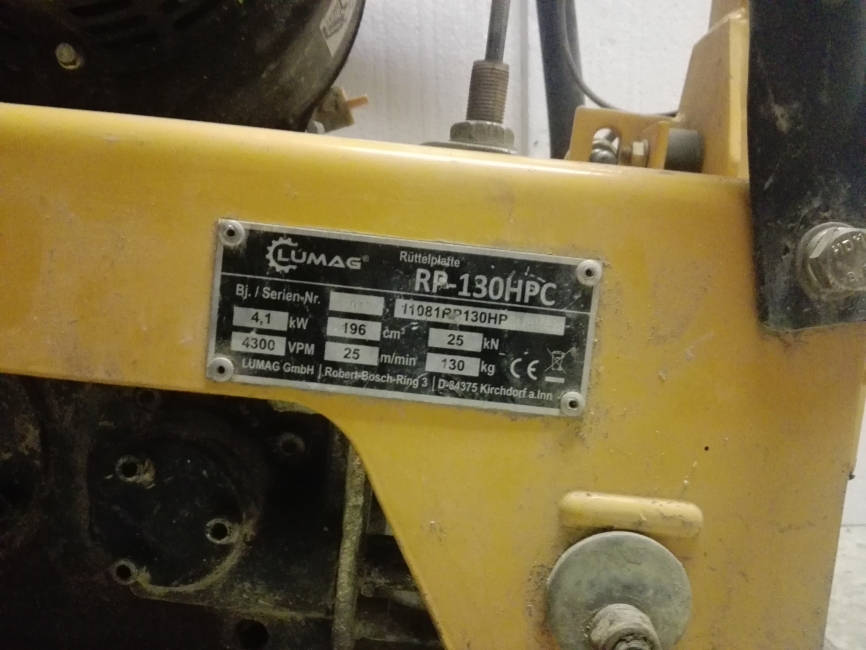 LUMAG®
Rüttelplatte
RP-130HPC
Bj. / Serien-Nr. 11081RP130HP
4,1 kW 196 cm³ 25 kN
4300 VPM 25 m/min 130 kg CE
LUMAG GmbH | Robert-Bosch-Ring 3 | D-84375 Kirchdorf a.Inn